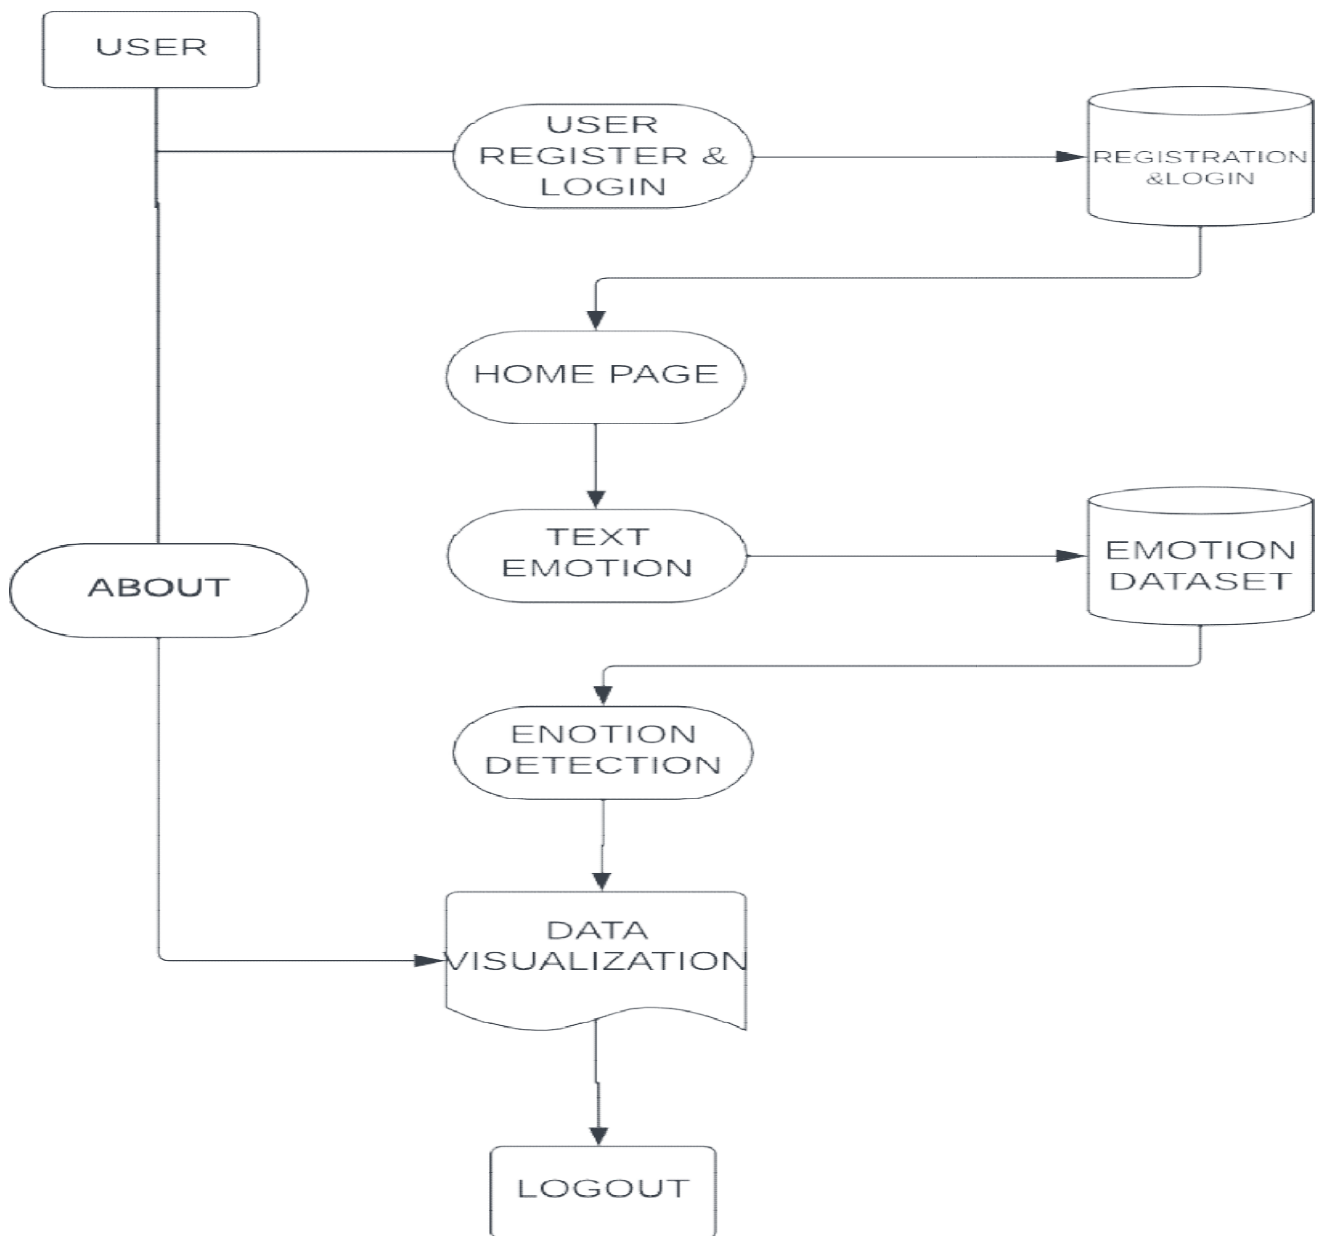 USER
USER
REGISTER &
LOGIN
REGISTRATION
&LOGIN
HOME PAGE
TEXT
EMOTION
EMOTION
DATASET
ABOUT
ENOTION
DETECTION
DATA
VISUALIZATION
LOGOUT